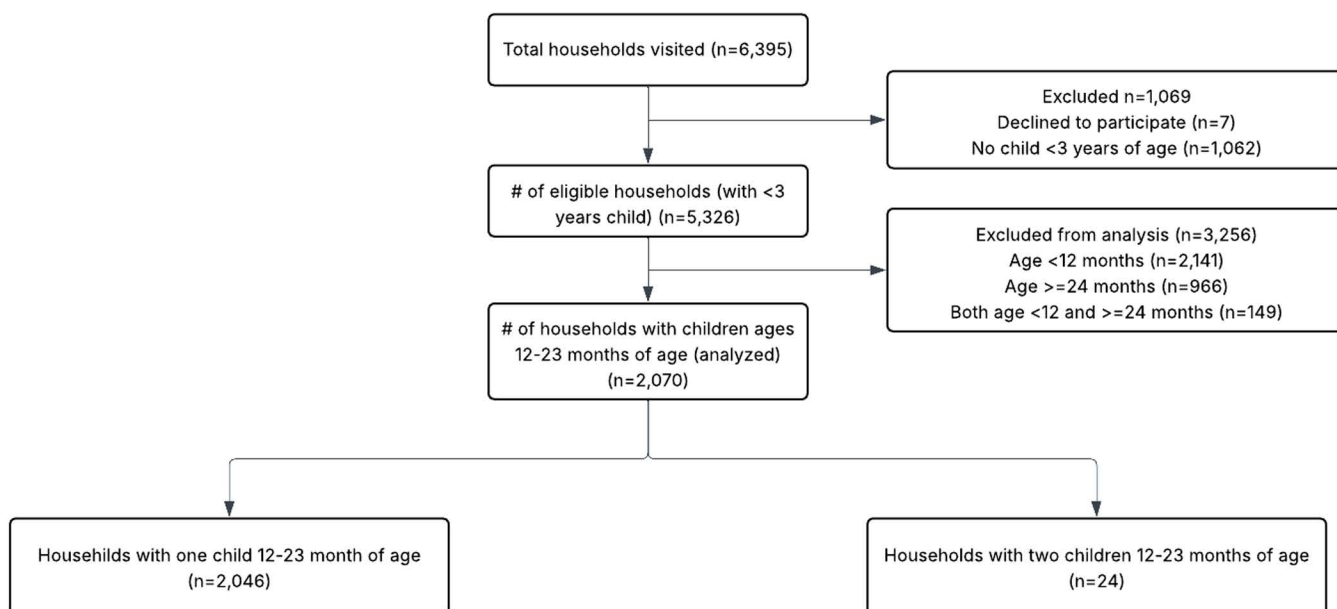 Total households visited (n=6,395)
Excluded n=1,069
Declined to participate (n=7)
No child <3 years of age (n=1,062)
# of eligible households (with <3
years child) (n=5,326)
Excluded from analysis (n=3,256)
Age <12 months (n=2,141)
Age >=24 months (n=966)
Both age <12 and >=24 months (n=149)
# of households with children ages
12-23 months of age (analyzed)
(n=2,070)
Househilds with one child 12-23 month of age
(n=2,046)
Households with two children 12-23 months of age
(n=24)